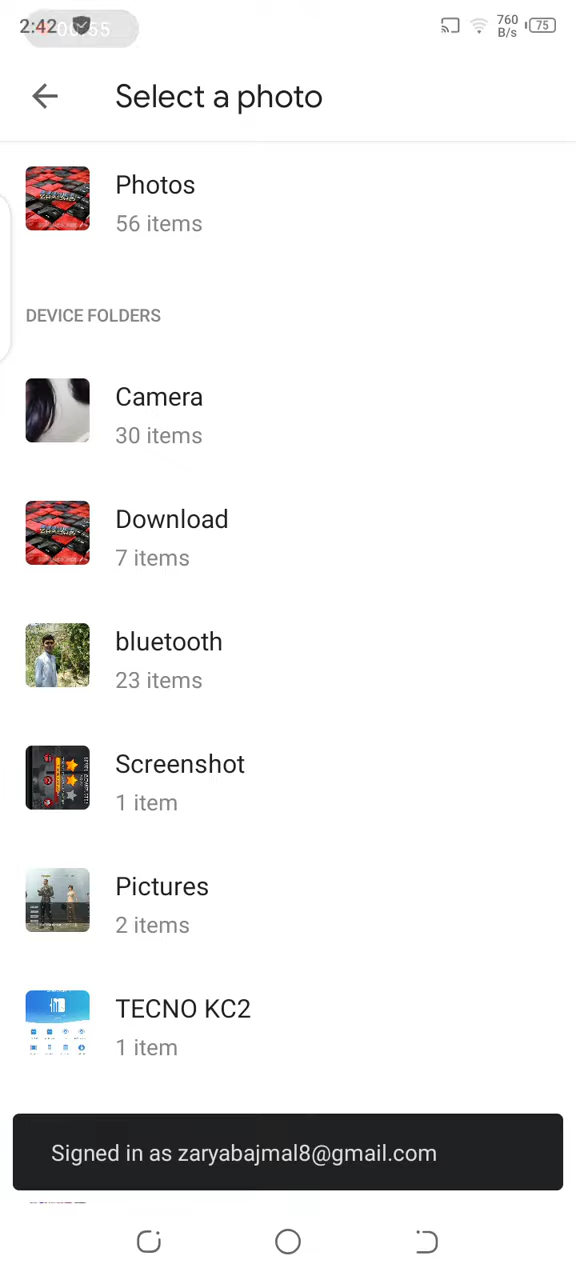 2:42
760
B/s
75
Select a photo
Photos
56 items
DEVICE FOLDERS
Camera
30 items
Download
7 items
bluetooth
23 items
Screenshot
1 item
Pictures
2 items
TECNO KC2
1 item
Signed in as zaryabajmal8@gmail.com